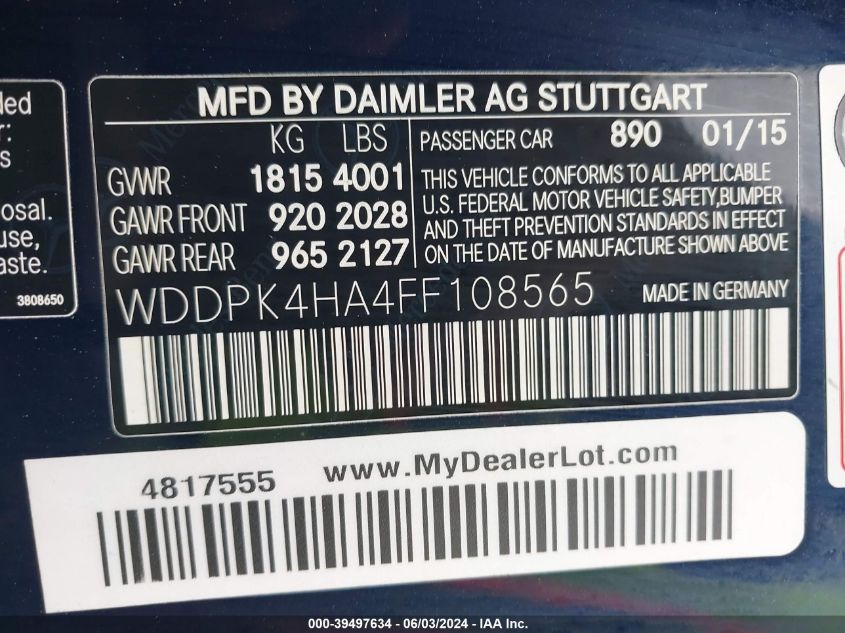 ded
r:
s
osal.
use,
aste.
3808650
MFD BY DAIMLER AG STUTTGART
KG LBS
GVWR 1815 4001
GAWR FRONT 920 2028
GAWR REAR 965 2127
PASSENGER CAR 890 01/15
THIS VEHICLE CONFORMS TO ALL APPLICABLE
U.S. FEDERAL MOTOR VEHICLE SAFETY,BUMPER
AND THEFT PREVENTION STANDARDS IN EFFECT
ON THE DATE OF MANUFACTURE SHOWN ABOVE
WDDPK4HA4FF108565 MADE IN GERMANY
4817555 www.MyDealerLot.com
000-39497634 - 06/03/2024 - IAA Inc.